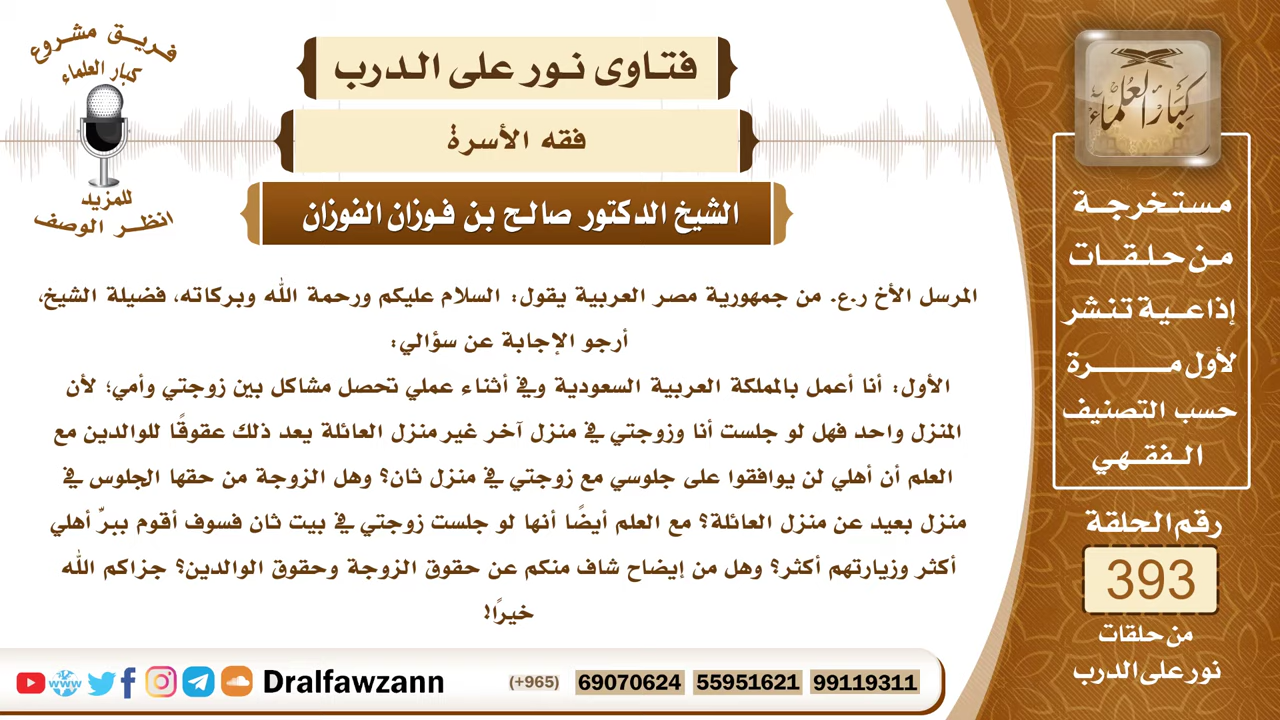 فريق مشروع
كبار العلماء
للمزيد
انظر الوصف
فتاوى نور على الدرب
فقه الأسرة
الشيخ الدكتور صالح بن فوزان الفوزان
المرسل الأخ ر.ع. من جمهورية مصر العربية يقول: السلام عليكم ورحمة الله وبركاته، فضيلة الشيخ،
أرجو الإجابة عن سؤالي:
الأول: أنا أعمل بالمملكة العربية السعودية وفي أثناء عملي تحصل مشاكل بين زوجتي وأمي؛ لأن
المنزل واحد فهل لو جلست أنا وزوجتي في منزل آخر غير منزل العائلة يعد ذلك عقوقًا للوالدين مع
العلم أن أهلي لن يوافقوا على جلوسي مع زوجتي في منزل ثان؟ وهل الزوجة من حقها الجلوس في
منزل بعيد عن منزل العائلة؟ مع العلم أيضًا أنها لو جلست زوجتي في بيت ثان فسوف أقوم ببرّ أهلي
أكثر وزيارتهم أكثر؟ وهل من إيضاح شاف منكم عن حقوق الزوجة وحقوق الوالدين؟ جزاكم الله
خيرًا!
كبار العلماء
مستخرجة
من حلقات
إذاعية تنشر
لأول مرة
حسب التصنيف
الفقهي
رقم الحلقة
393
من حلقات
نور على الدرب
www
Dralfawzann
(+965) 69070624 55951621 99119311